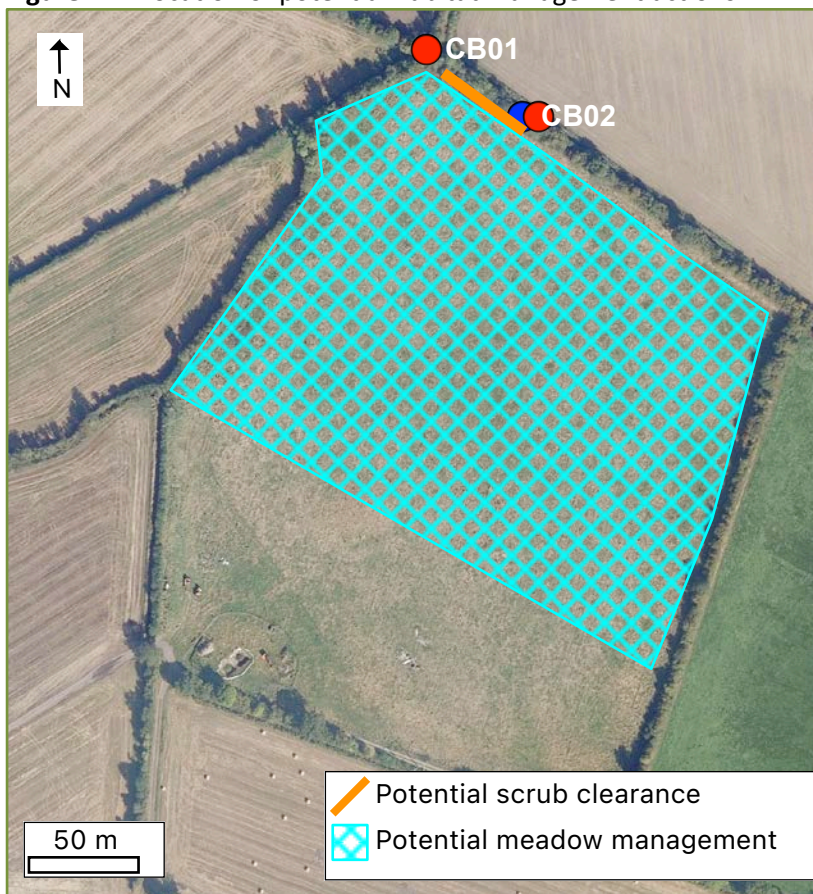 CB01
N
CB02
Potential scrub clearance
50 m
Potential meadow management